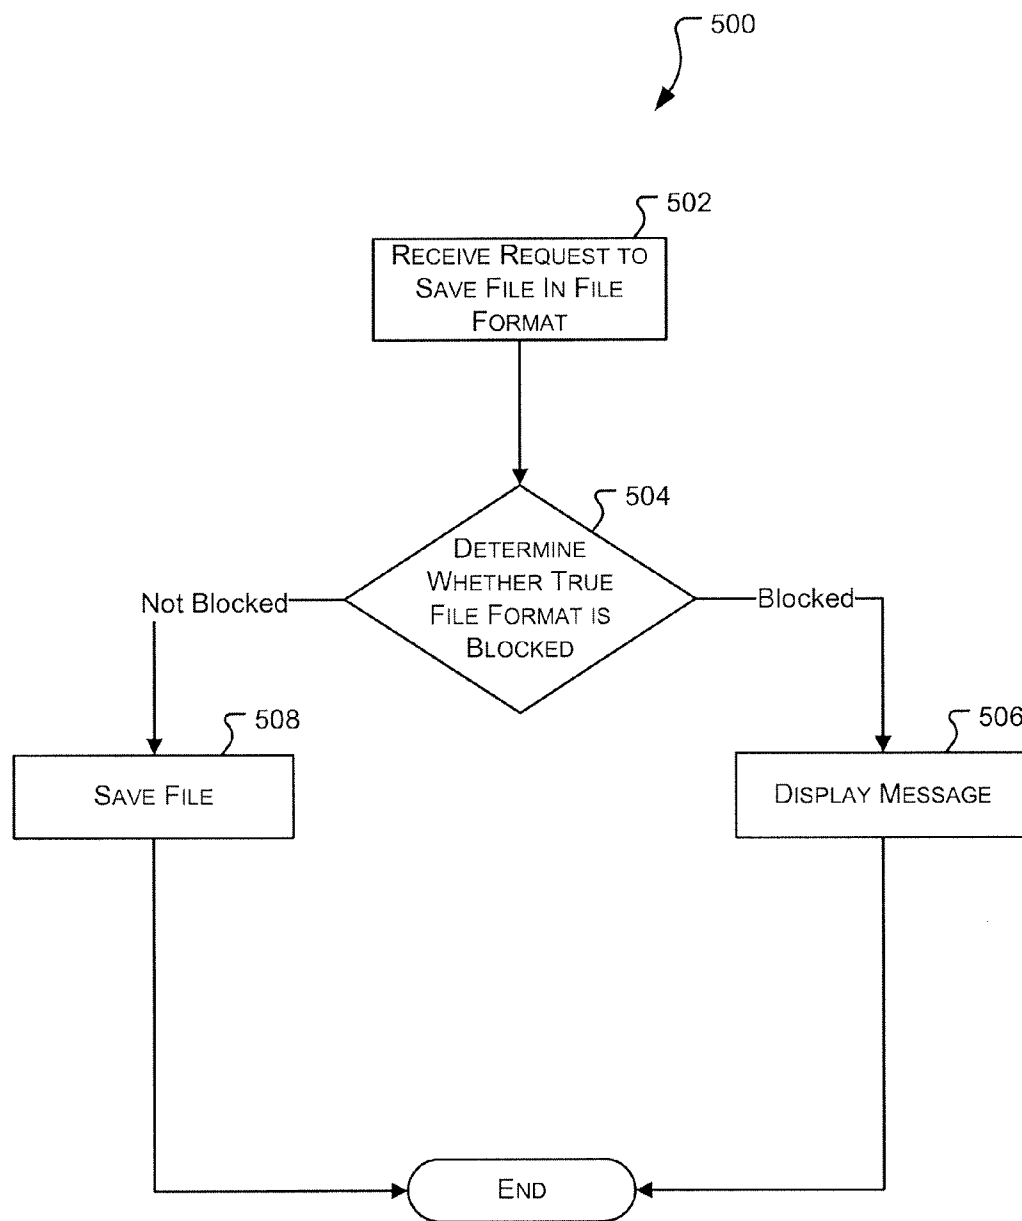 500
502
RECEIVE REQUEST TO
SAVE FILE IN FILE
FORMAT
504
DETERMINE
WHETHER TRUE
FILE FORMAT IS
BLOCKED
Not Blocked
Blocked
508
SAVE FILE
506
DISPLAY MESSAGE
END